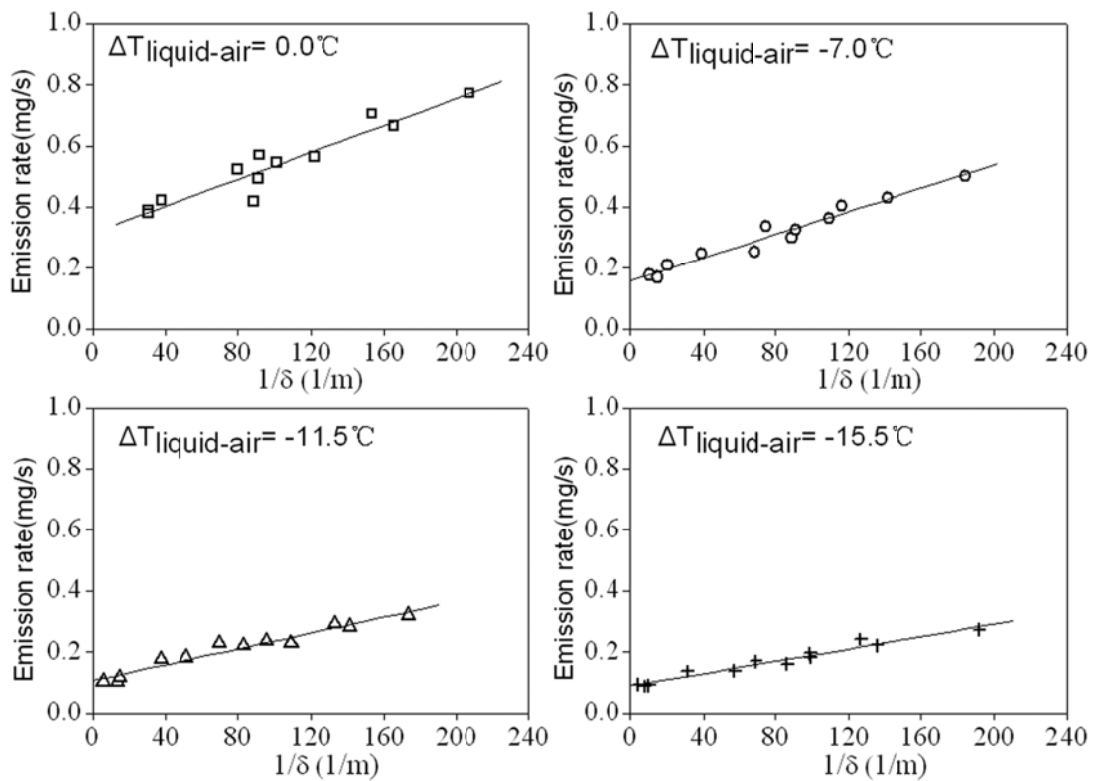 ΔTliquid-air= 0.0℃
Emission rate(mg/s)
1.0
0.8
0.6
0.4
0.2
0.0
0 40 80 120 160 200 240
1/δ (1/m)
ΔTliquid-air= -7.0℃
Emission rate(mg/s)
1.0
0.8
0.6
0.4
0.2
0.0
0 40 80 120 160 200 240
1/δ (1/m)
ΔTliquid-air= -11.5℃
Emission rate(mg/s)
1.0
0.8
0.6
0.4
0.2
0.0
0 40 80 120 160 200 240
1/δ (1/m)
ΔTliquid-air= -15.5℃
Emission rate(mg/s)
1.0
0.8
0.6
0.4
0.2
0.0
0 40 80 120 160 200 240
1/δ (1/m)